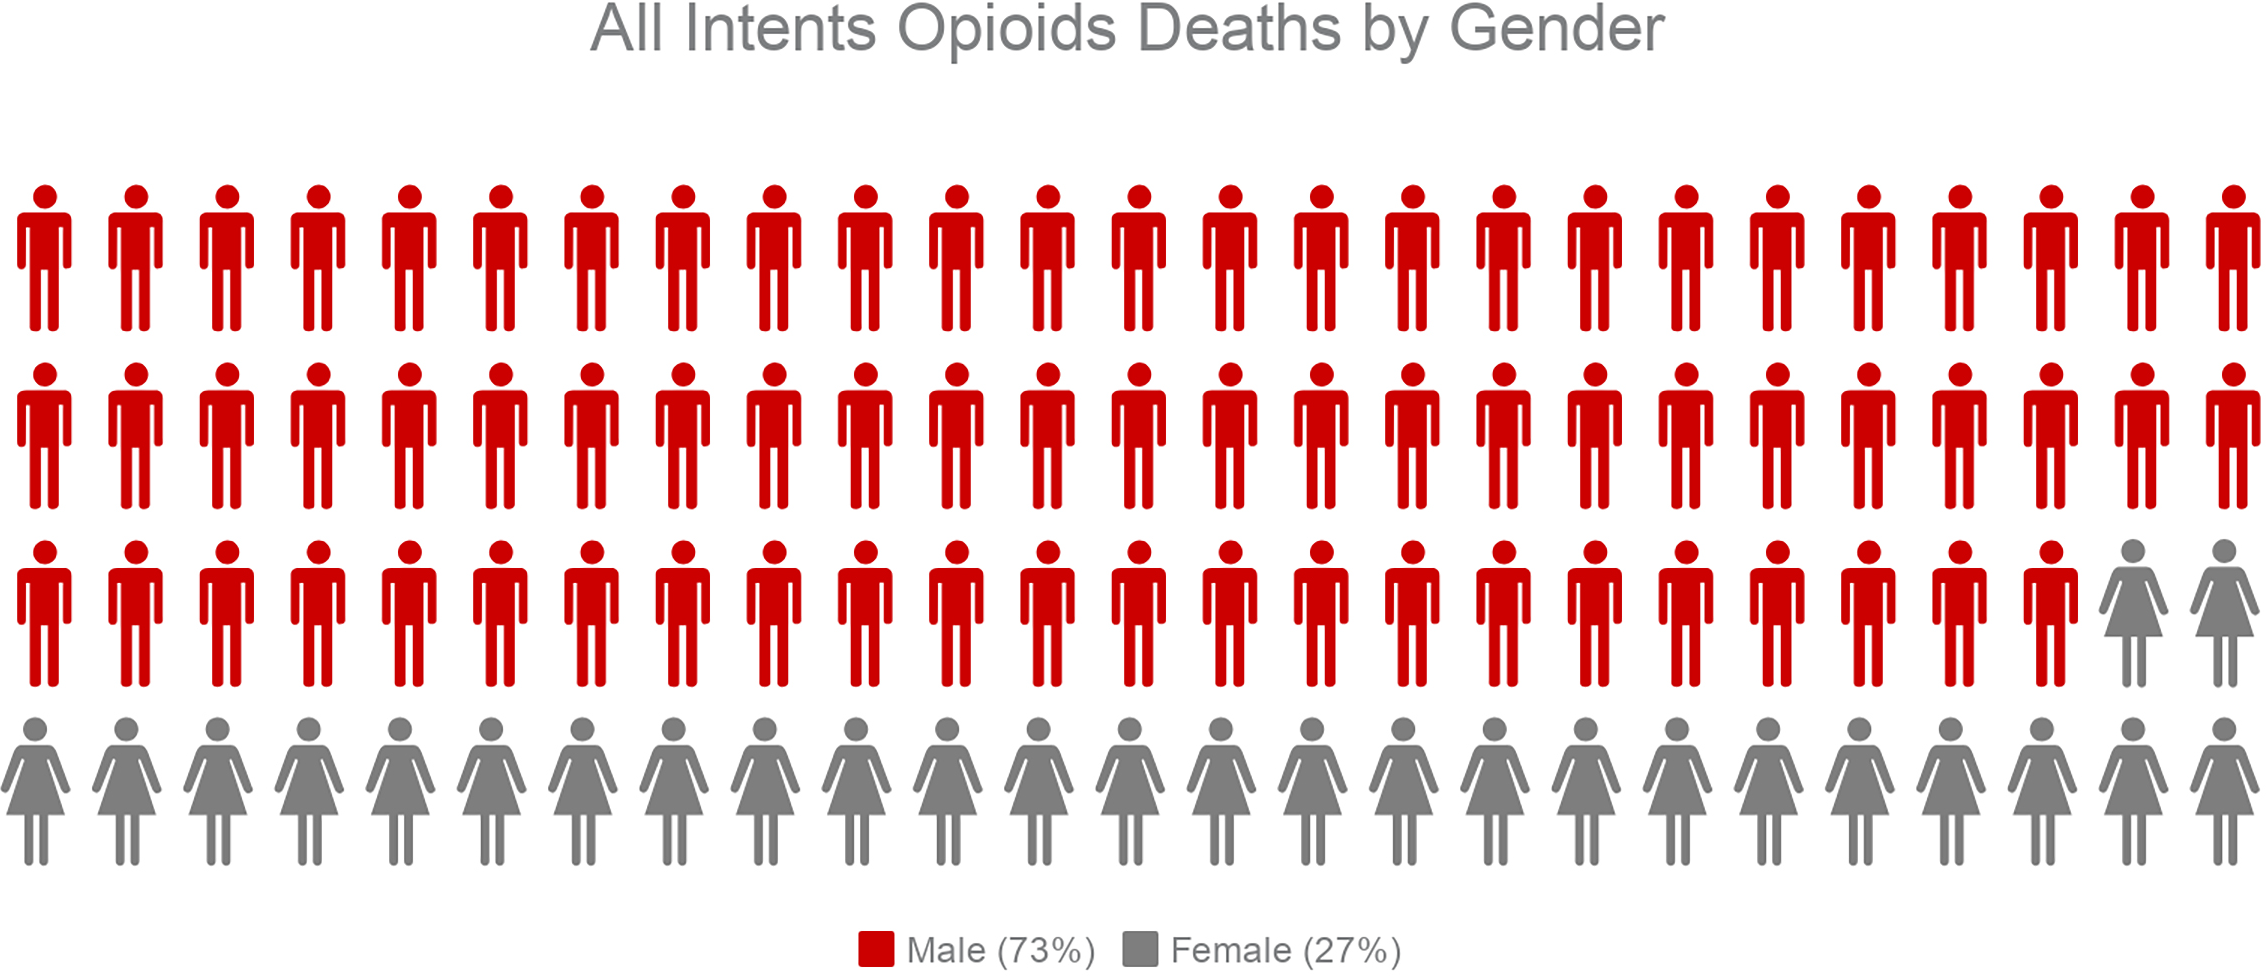 All Intents Opioids Deaths by Gender
Male (73%) Female (27%)